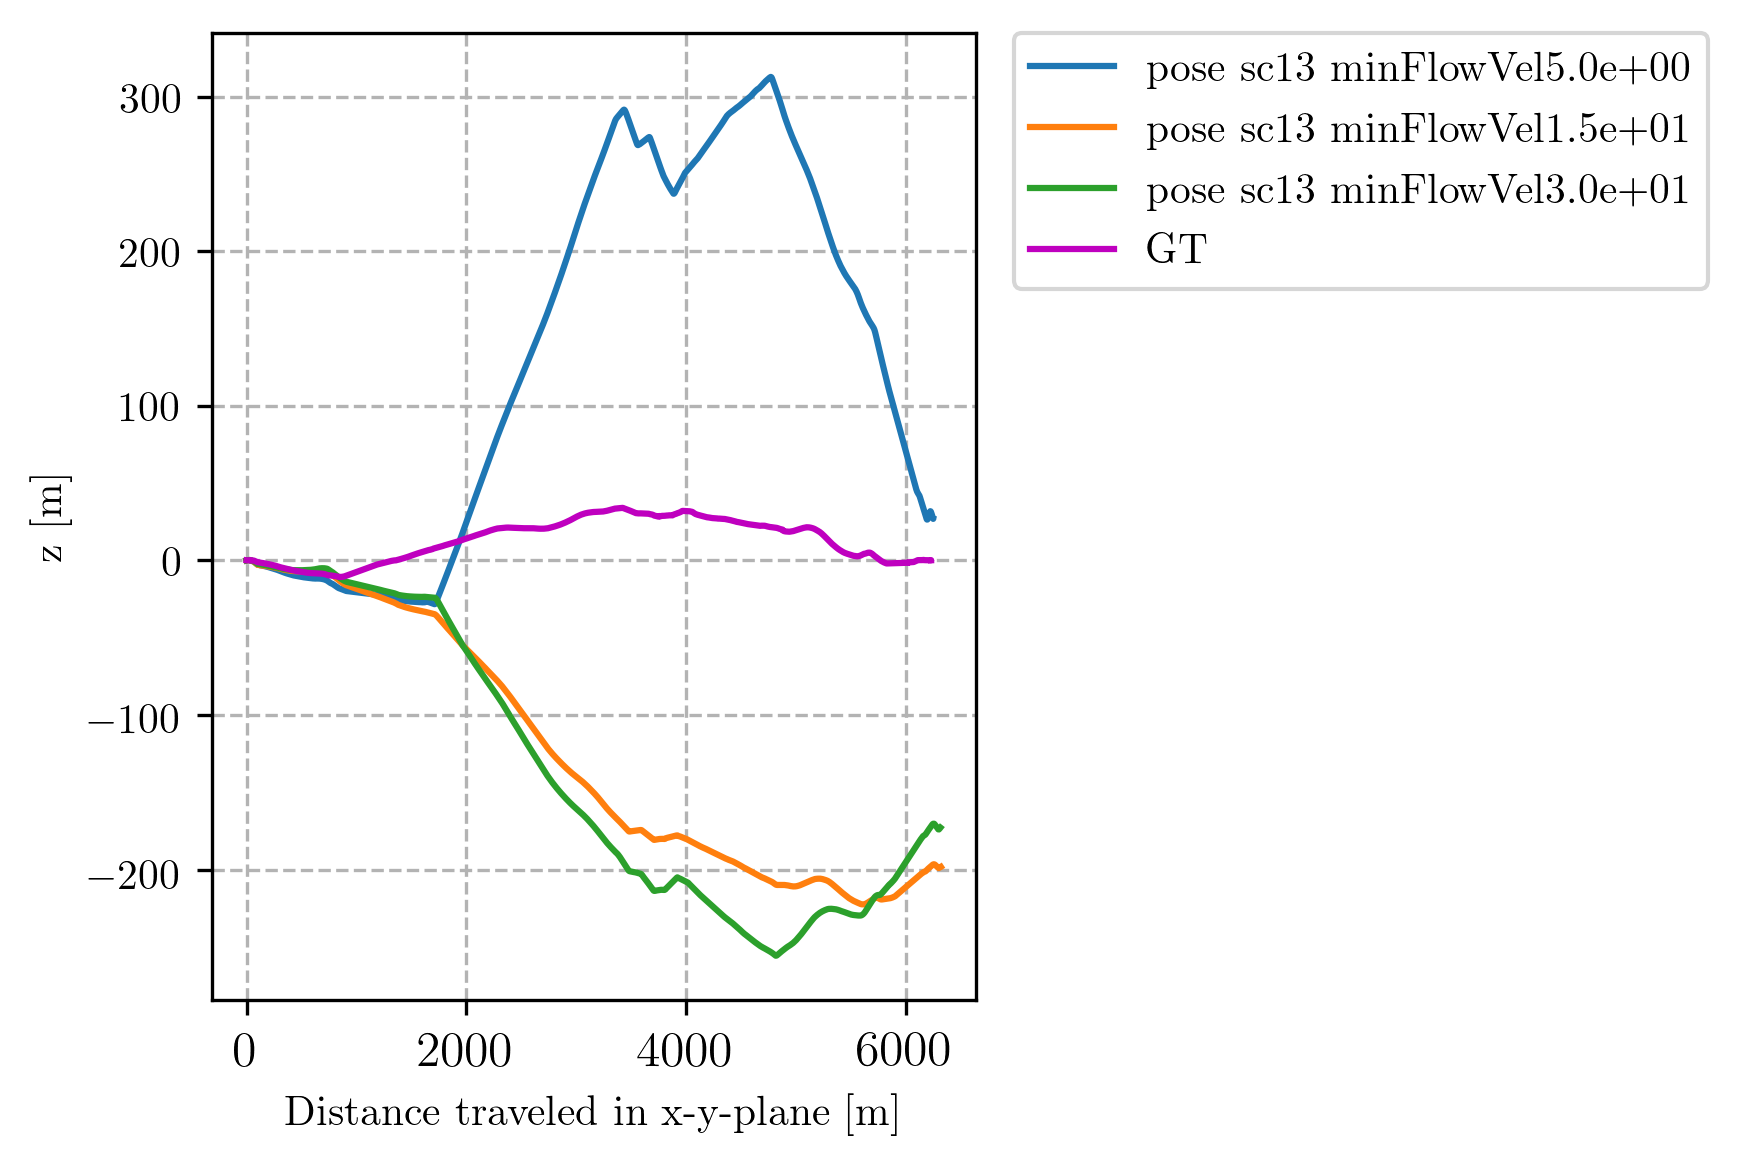 300
200
100
0
−100
−200
z [m]
0 2000 4000 6000
Distance traveled in x-y-plane [m]
pose sc13 minFlowVel5.0e+00
pose sc13 minFlowVel1.5e+01
pose sc13 minFlowVel3.0e+01
GT